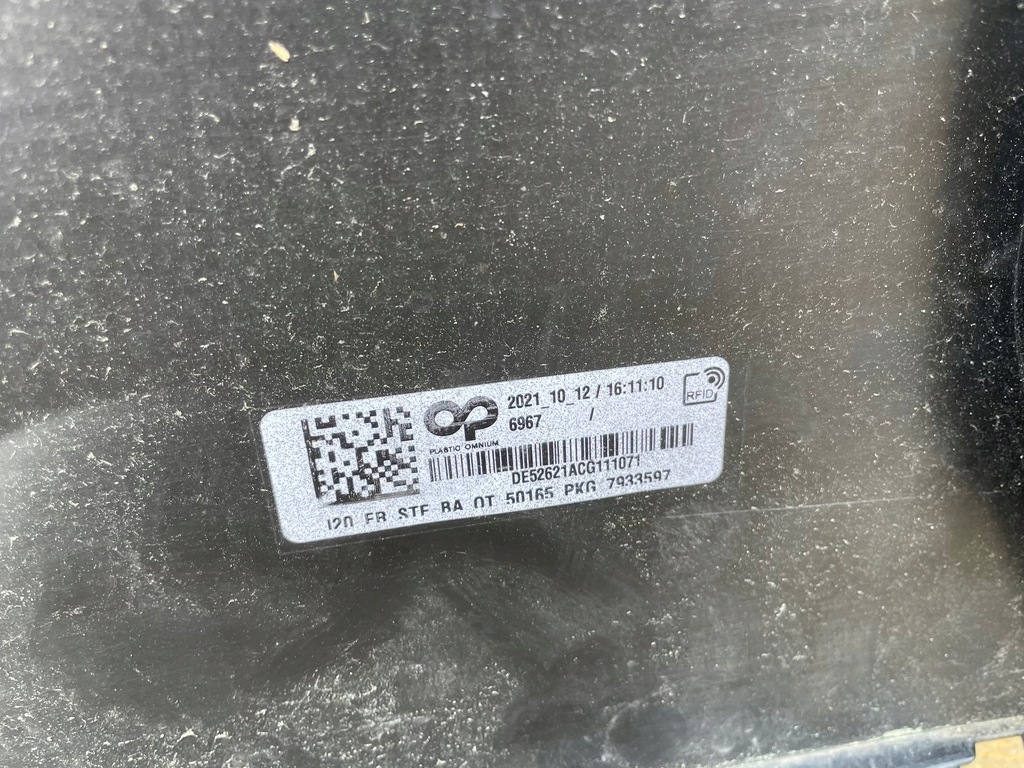 2021_10_12 / 16:11:10
6967 /
RFID
PLASTIC OMNIUM
DE52621ACG111071
I20 FR STF BA OT 50165 PKG 7933597